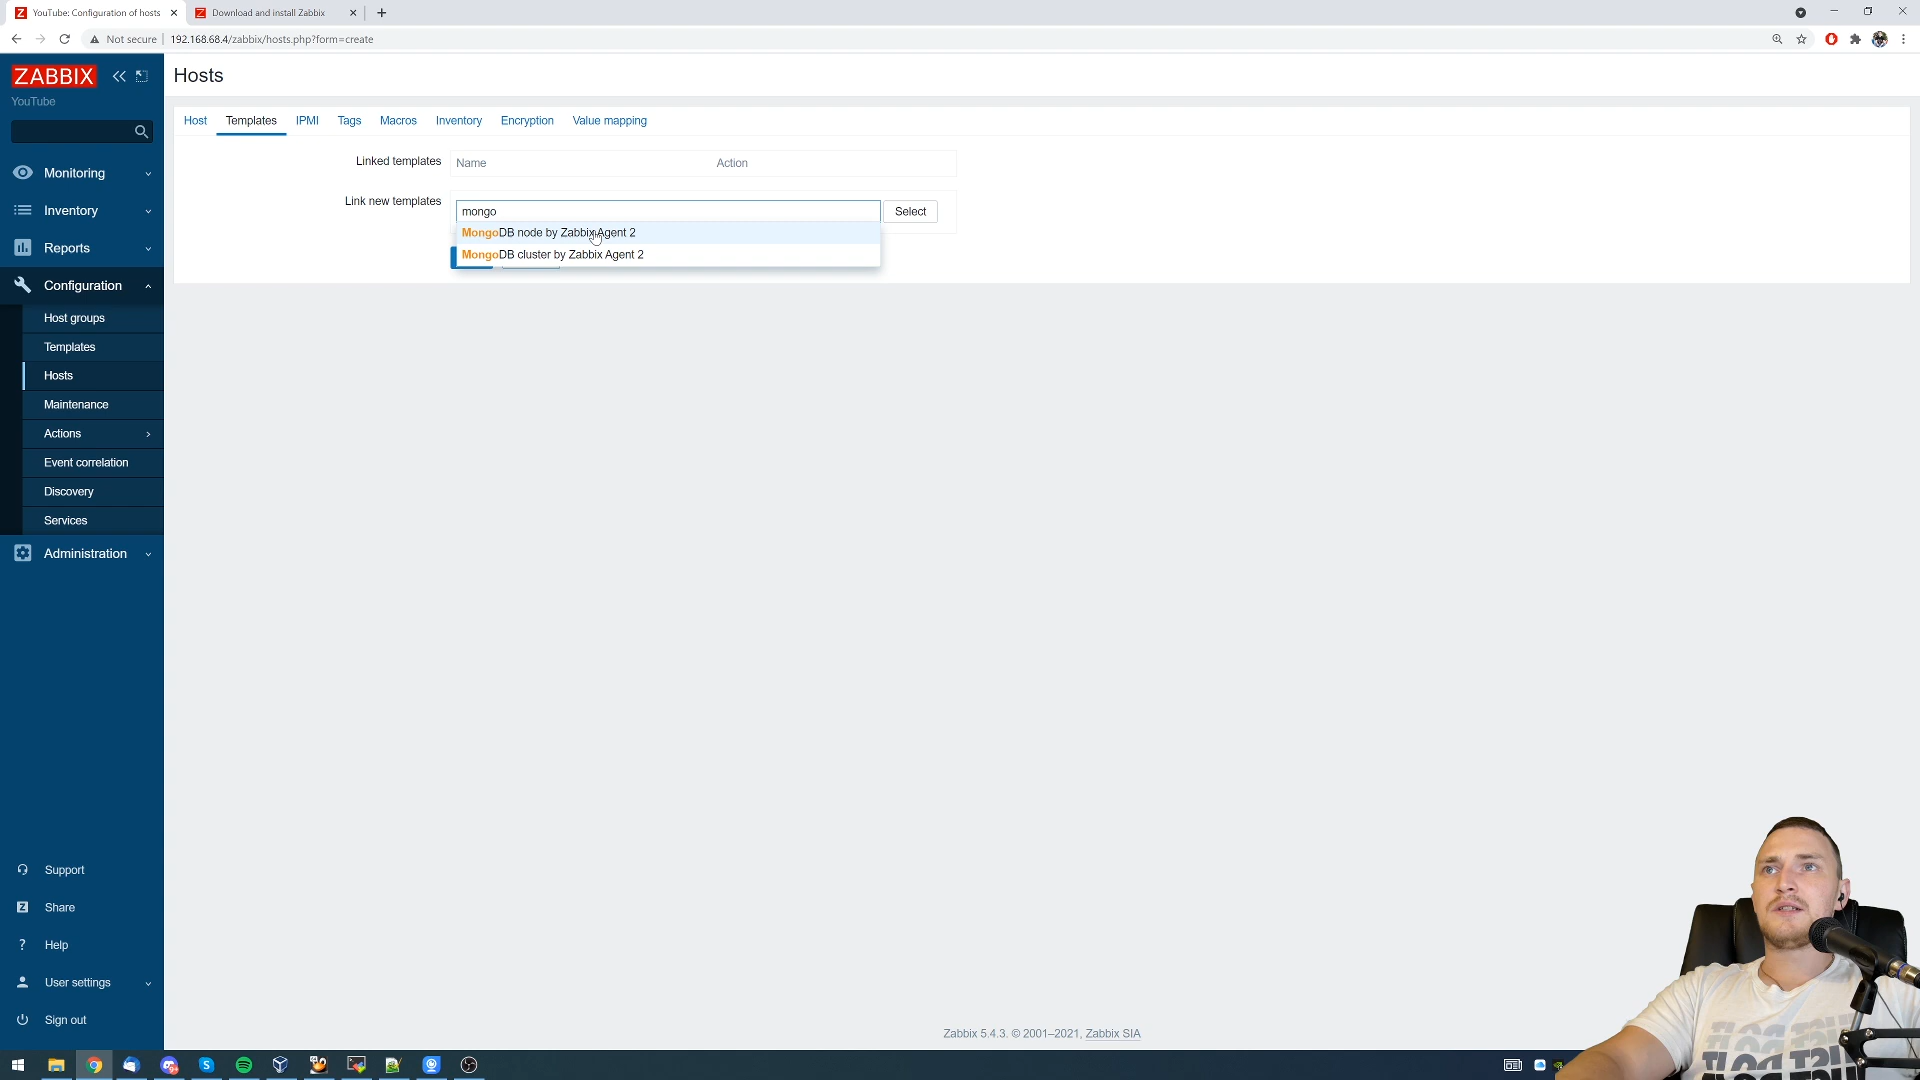 YouTube: Configuration of hosts
Download and install Zabbix
Not secure
192.168.68.4/zabbix/hosts.php?form=create
ZABBIX
YouTube
Monitoring
Inventory
Reports
Configuration
Host groups
Templates
Hosts
Maintenance
Actions
Event correlation
Discovery
Services
Administration
Support
Share
Help
User settings
Sign out
Hosts
Host Templates IPMI Tags Macros Inventory Encryption Value mapping
Linked templates Name Action
Link new templates mongo Select
MongoDB node by Zabbix Agent 2
MongoDB cluster by Zabbix Agent 2
Zabbix 5.4.3. © 2001–2021, Zabbix SIA